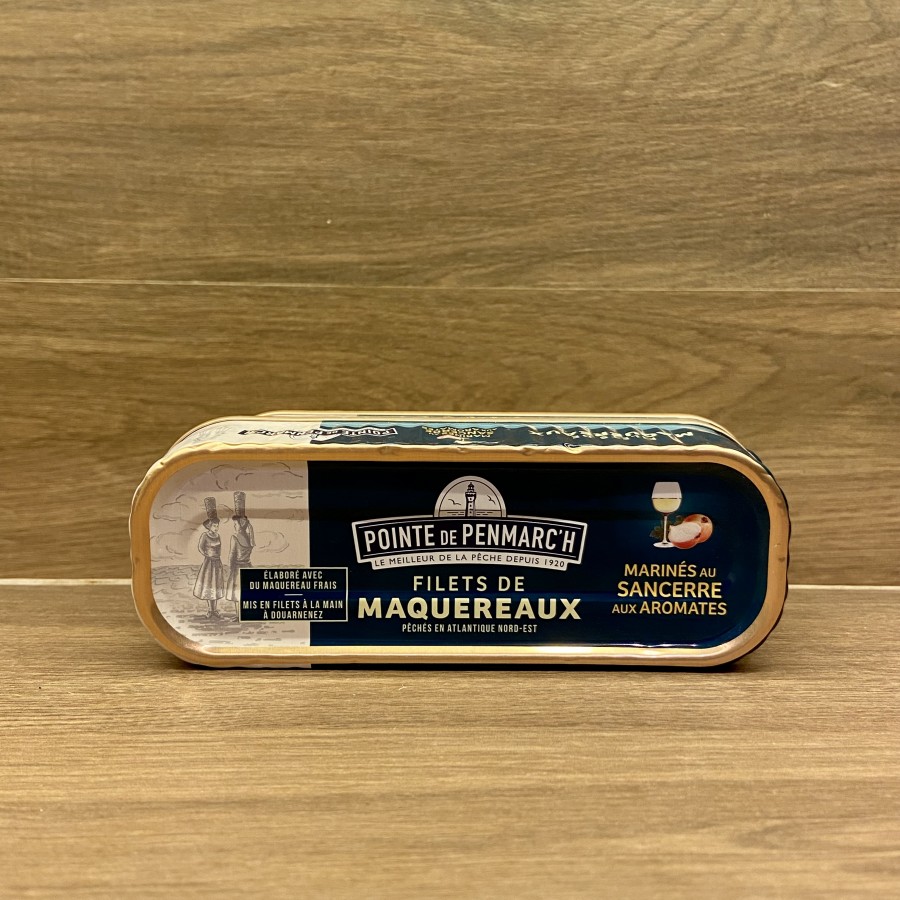 POINTE DE PENMARC'H
LE MEILLEUR DE LA PÊCHE DEPUIS 1920
FILETS DE
MAQUEREAUX
PÊCHÉS EN ATLANTIQUE NORD-EST
ÉLABORÉ AVEC
DU MAQUEREAU FRAIS
MIS EN FILETS À LA MAIN
À DOUARNENEZ
MARINÉS AU
SANCERRE
AUX AROMATES